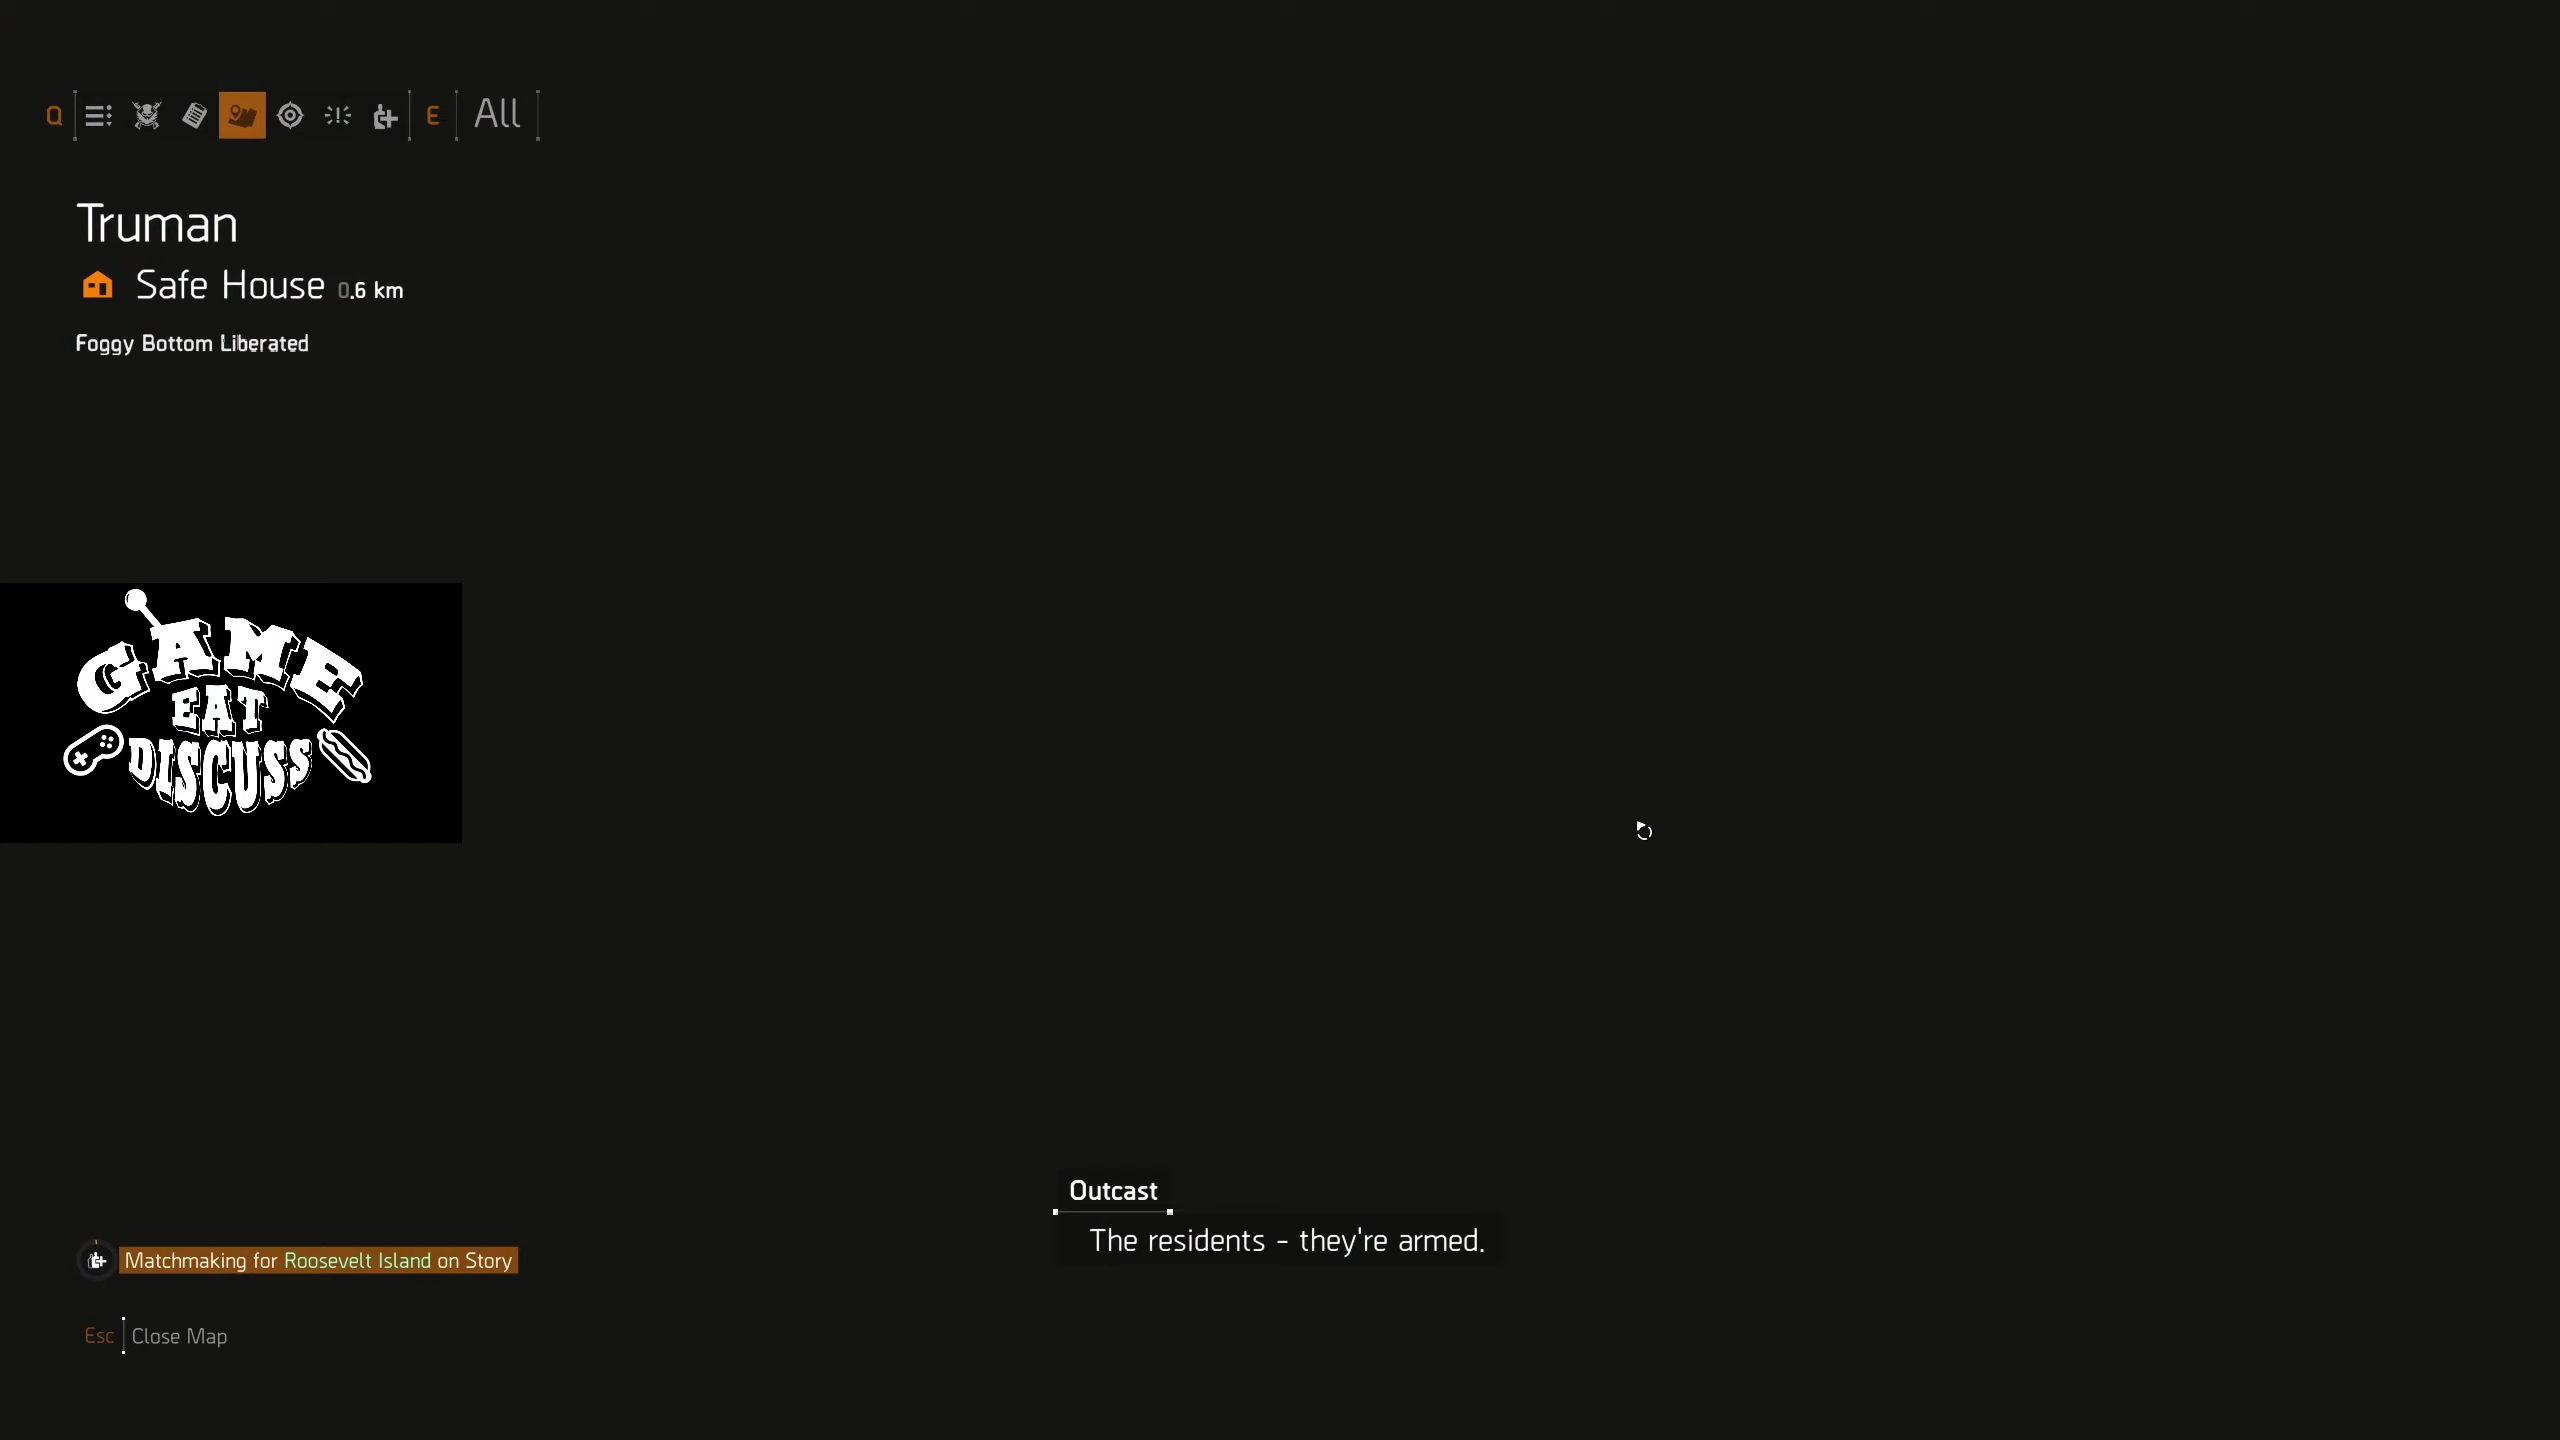 Q E All
Truman
Safe House 0.6 km
Foggy Bottom Liberated
GAME
EAT
DISCUSS
Outcast
The residents - they're armed.
Matchmaking for Roosevelt Island on Story
Esc Close Map